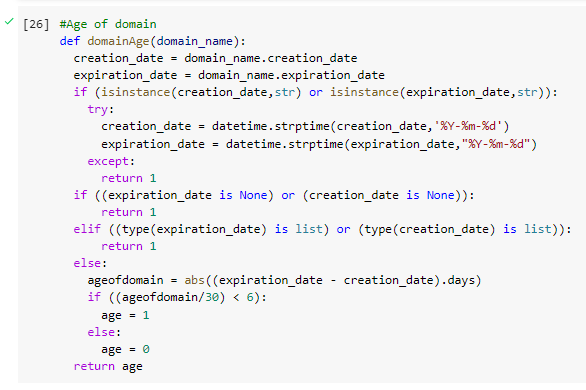 [26] #Age of domain
def domainAge(domain_name):
  creation_date = domain_name.creation_date
  expiration_date = domain_name.expiration_date
  if (isinstance(creation_date,str) or isinstance(expiration_date,str)):
    try:
      creation_date = datetime.strptime(creation_date,'%Y-%m-%d')
      expiration_date = datetime.strptime(expiration_date,"%Y-%m-%d")
    except:
      return 1
  if ((expiration_date is None) or (creation_date is None)):
      return 1
  elif ((type(expiration_date) is list) or (type(creation_date) is list)):
      return 1
  else:
    ageofdomain = abs((expiration_date - creation_date).days)
    if ((ageofdomain/30) < 6):
      age = 1
    else:
      age = 0
  return age